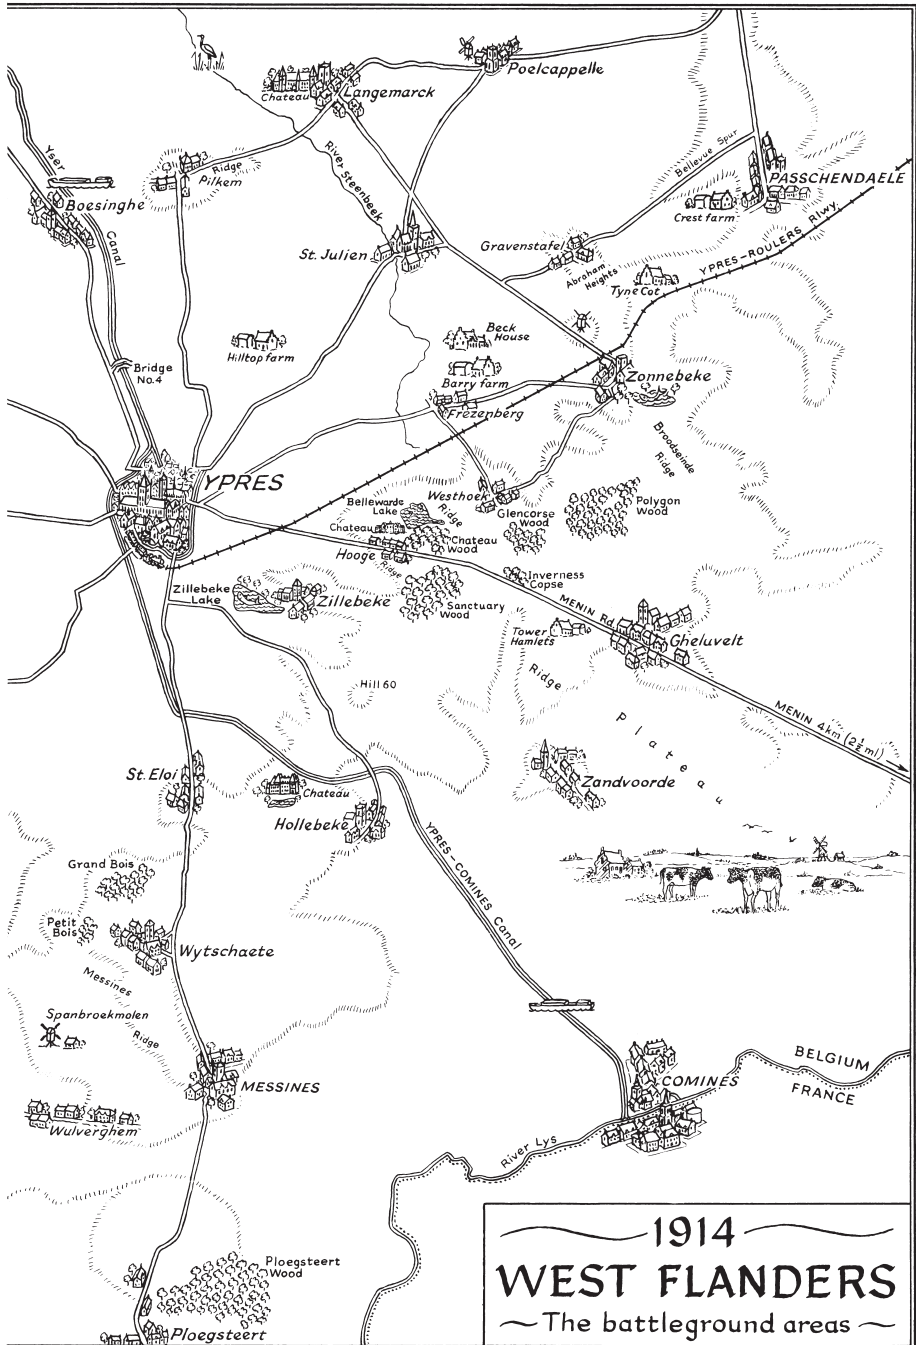 Poelcappelle
Chateau
Langemarck
Yser
Canal
Ridge
Pilkem
River Steenbeek
Bellevue Spur
PASSCHENDAELE
Boesinghe
Crest farm
St. Julien
Gravenstafel
Abraham
Heights
YPRES-ROULERS Rlwy.
Tyne Cot
Hilltop farm
Beck
House
Bridge
No. 4
Barry farm
Zonnebeke
Frezenberg
Broodseinde
Ridge
YPRES
Westhoek
Ridge
Bellewarde
Lake
Glencorse
Wood
Polygon
Wood
Chateau
Chateau
Wood
Hooge
Ridge
Zillebeke
Lake
Zillebeke
Sanctuary
Wood
Inverness
Copse
MENIN Rd.
Tower
Hamlets
Gheluvelt
Ridge
Hill 60
Plateau
MENIN 4km (2½ ml)
St. Eloi
Chateau
Zandvoorde
Hollebeke
YPRES-COMINES Canal
Grand Bois
Petit
Bois
Wytschaete
Messines
Ridge
Spanbroekmolen
MESSINES
COMINES
BELGIUM
FRANCE
Wulverghem
River Lys
Ploegsteert
Wood
Ploegsteert
1914
WEST FLANDERS
~ The battleground areas ~